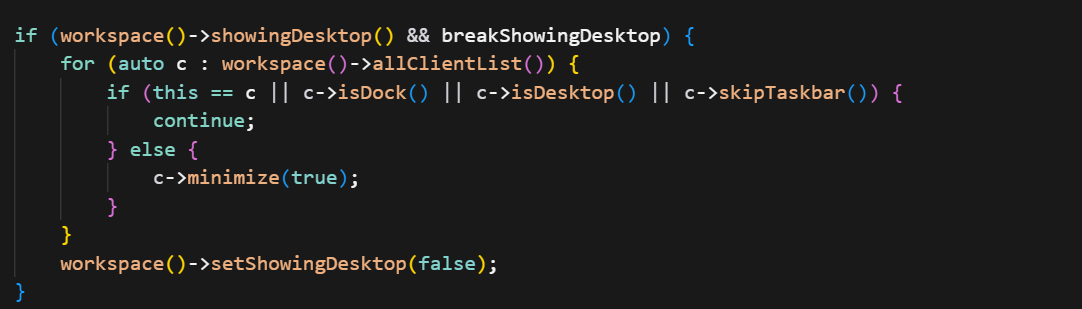 if (workspace()->showingDesktop() && breakShowingDesktop) {
    for (auto c : workspace()->allClientList()) {
        if (this == c || c->isDock() || c->isDesktop() || c->skipTaskbar()) {
            continue;
        } else {
            c->minimize(true);
        }
    }
    workspace()->setShowingDesktop(false);
}